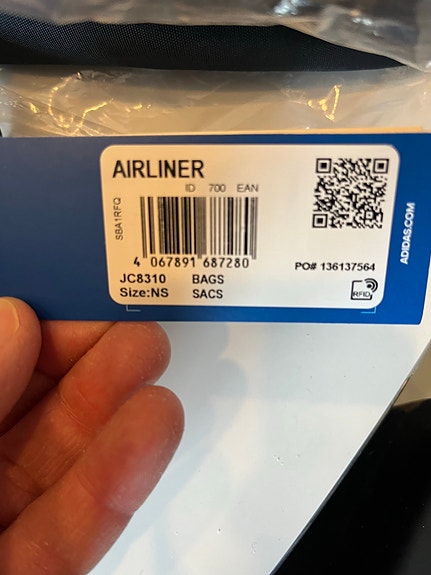 AIRLINER
ID 700 EAN
SBA1RFQ
4 067891 687280
PO# 136137564
JC8310 BAGS
Size:NS SACS
RFID
ADIDAS.COM